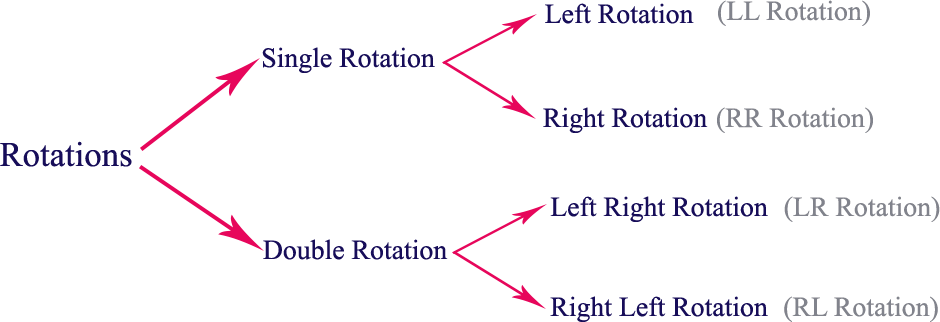 Left Rotation (LL Rotation)
Single Rotation
Right Rotation (RR Rotation)
Rotations
Left Right Rotation (LR Rotation)
Double Rotation
Right Left Rotation (RL Rotation)